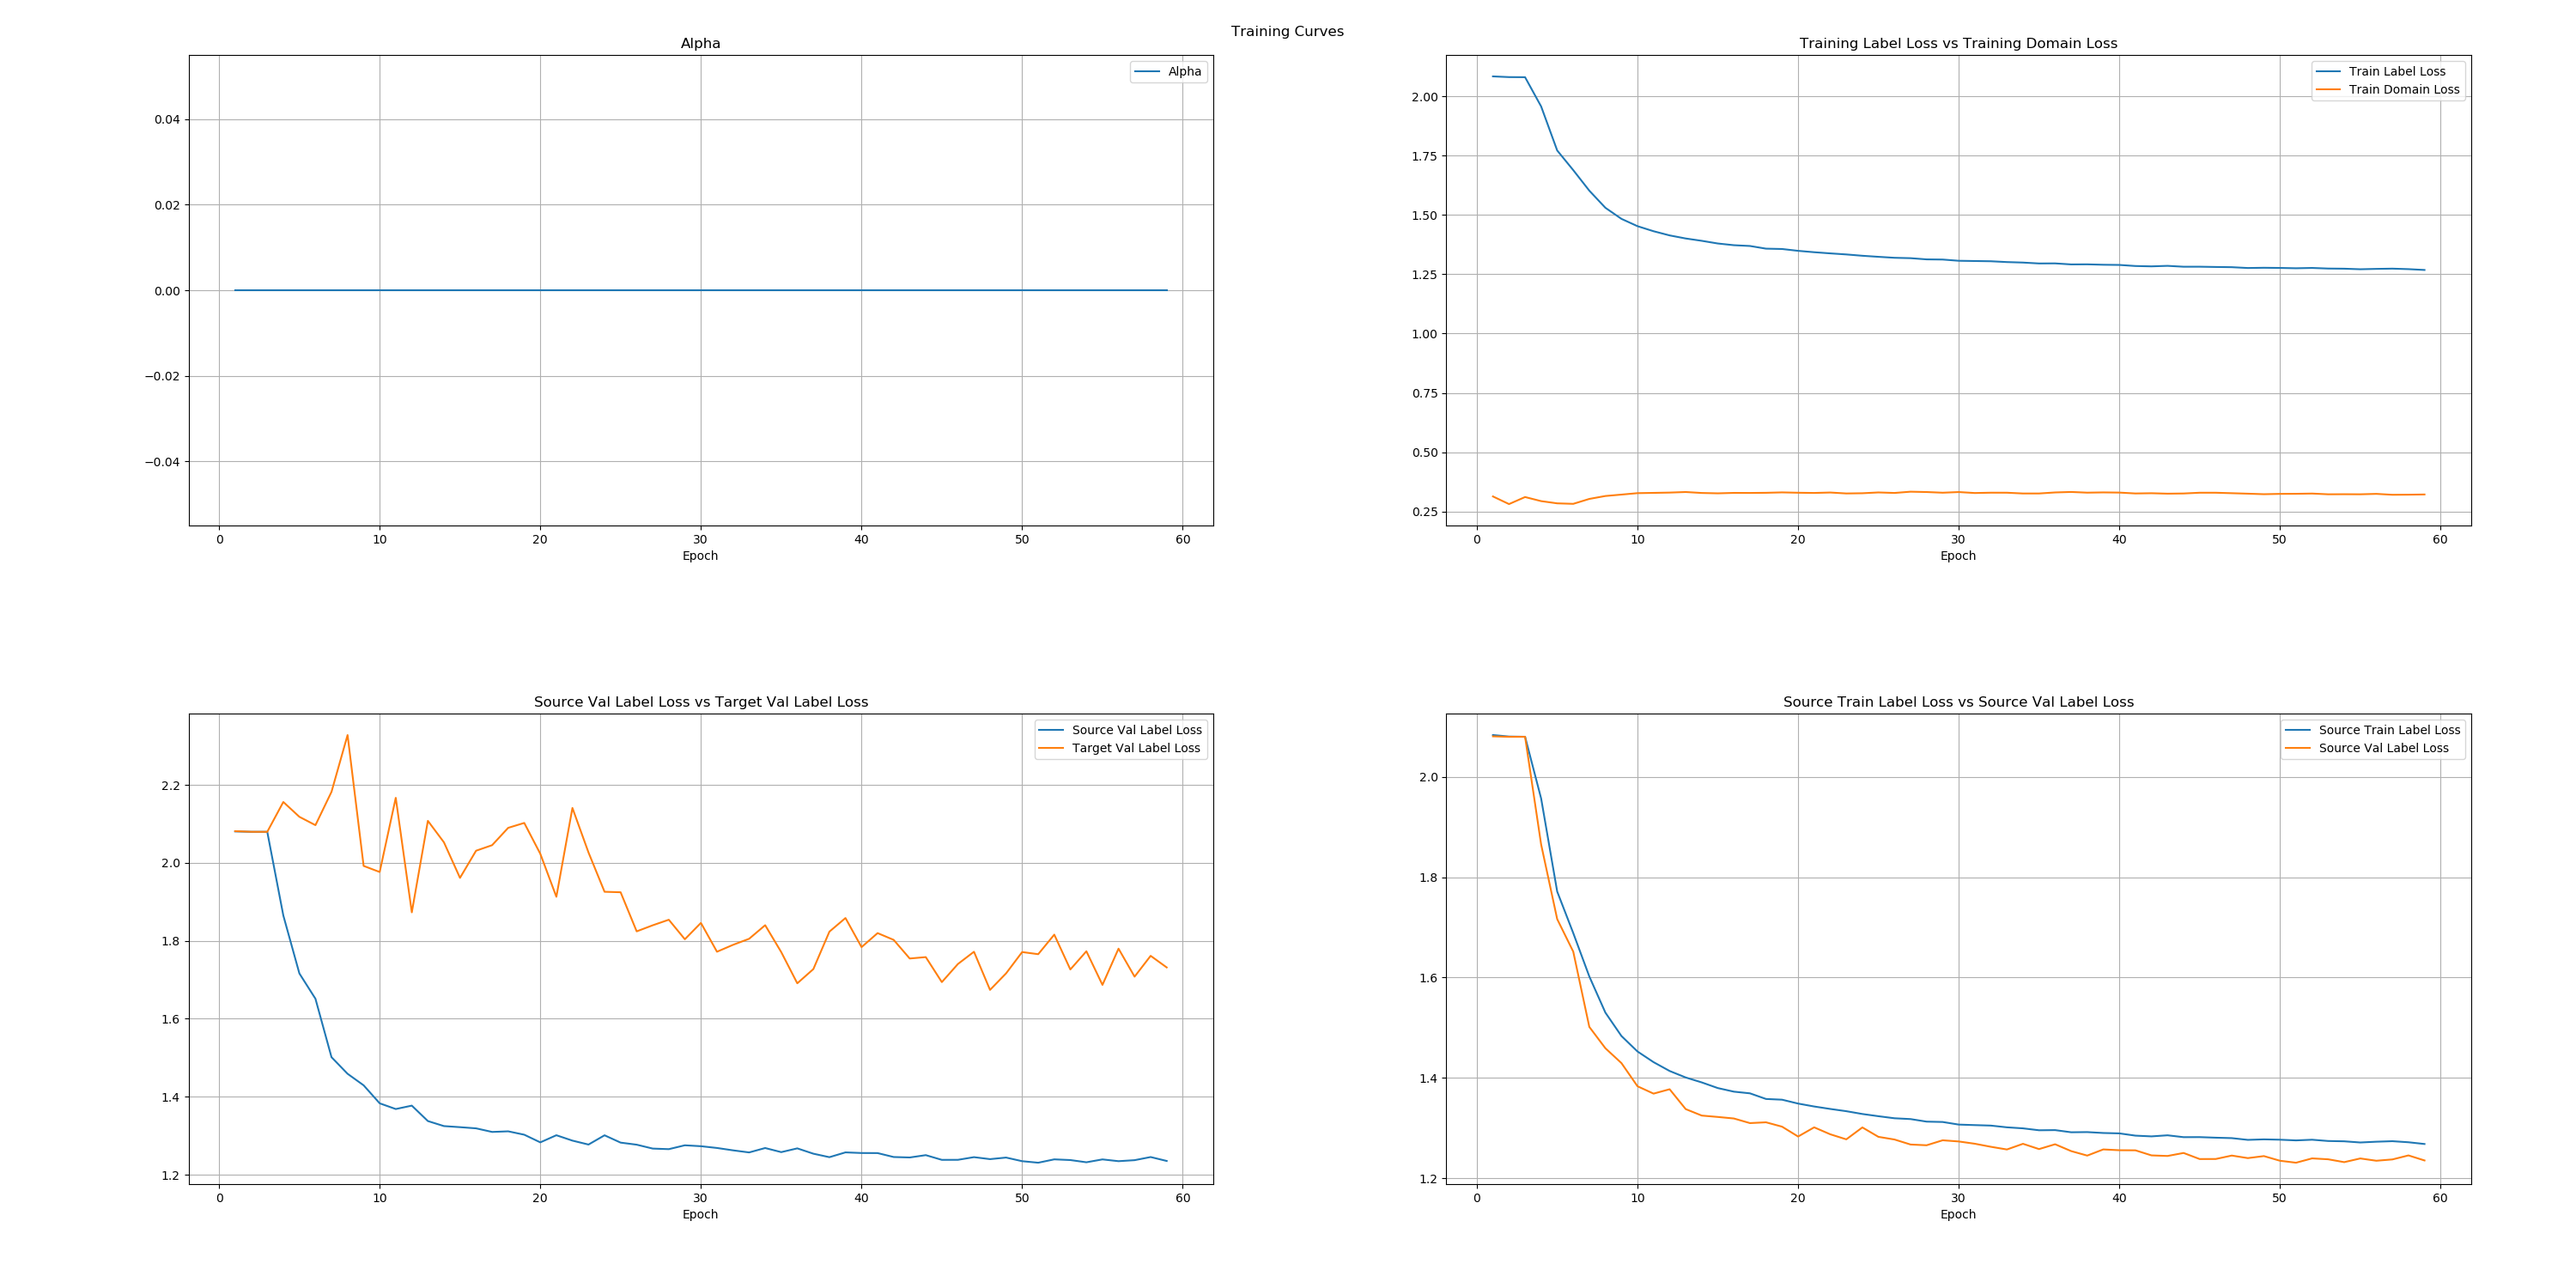 Training Curves
Alpha
Alpha
0.04
0.02
0.00
−0.02
−0.04
0 10 20 30 40 50 60
Epoch
Training Label Loss vs Training Domain Loss
Train Label Loss
Train Domain Loss
2.00
1.75
1.50
1.25
1.00
0.75
0.50
0.25
0 10 20 30 40 50 60
Epoch
Source Val Label Loss vs Target Val Label Loss
Source Val Label Loss
Target Val Label Loss
2.2
2.0
1.8
1.6
1.4
1.2
0 10 20 30 40 50 60
Epoch
Source Train Label Loss vs Source Val Label Loss
Source Train Label Loss
Source Val Label Loss
2.0
1.8
1.6
1.4
1.2
0 10 20 30 40 50 60
Epoch